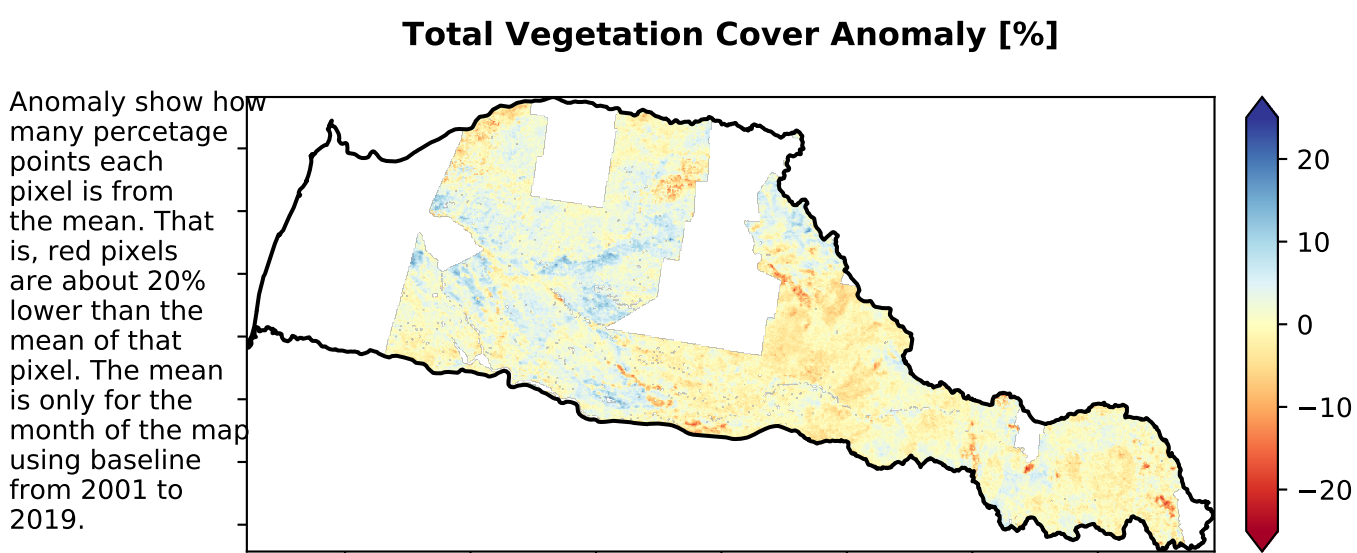 Total Vegetation Cover Anomaly [%]
Anomaly show how
many percetage
points each
pixel is from
the mean. That
is, red pixels
are about 20%
lower than the
mean of that
pixel. The mean
is only for the
month of the map
using baseline
from 2001 to
2019.
20
10
0
−10
−20